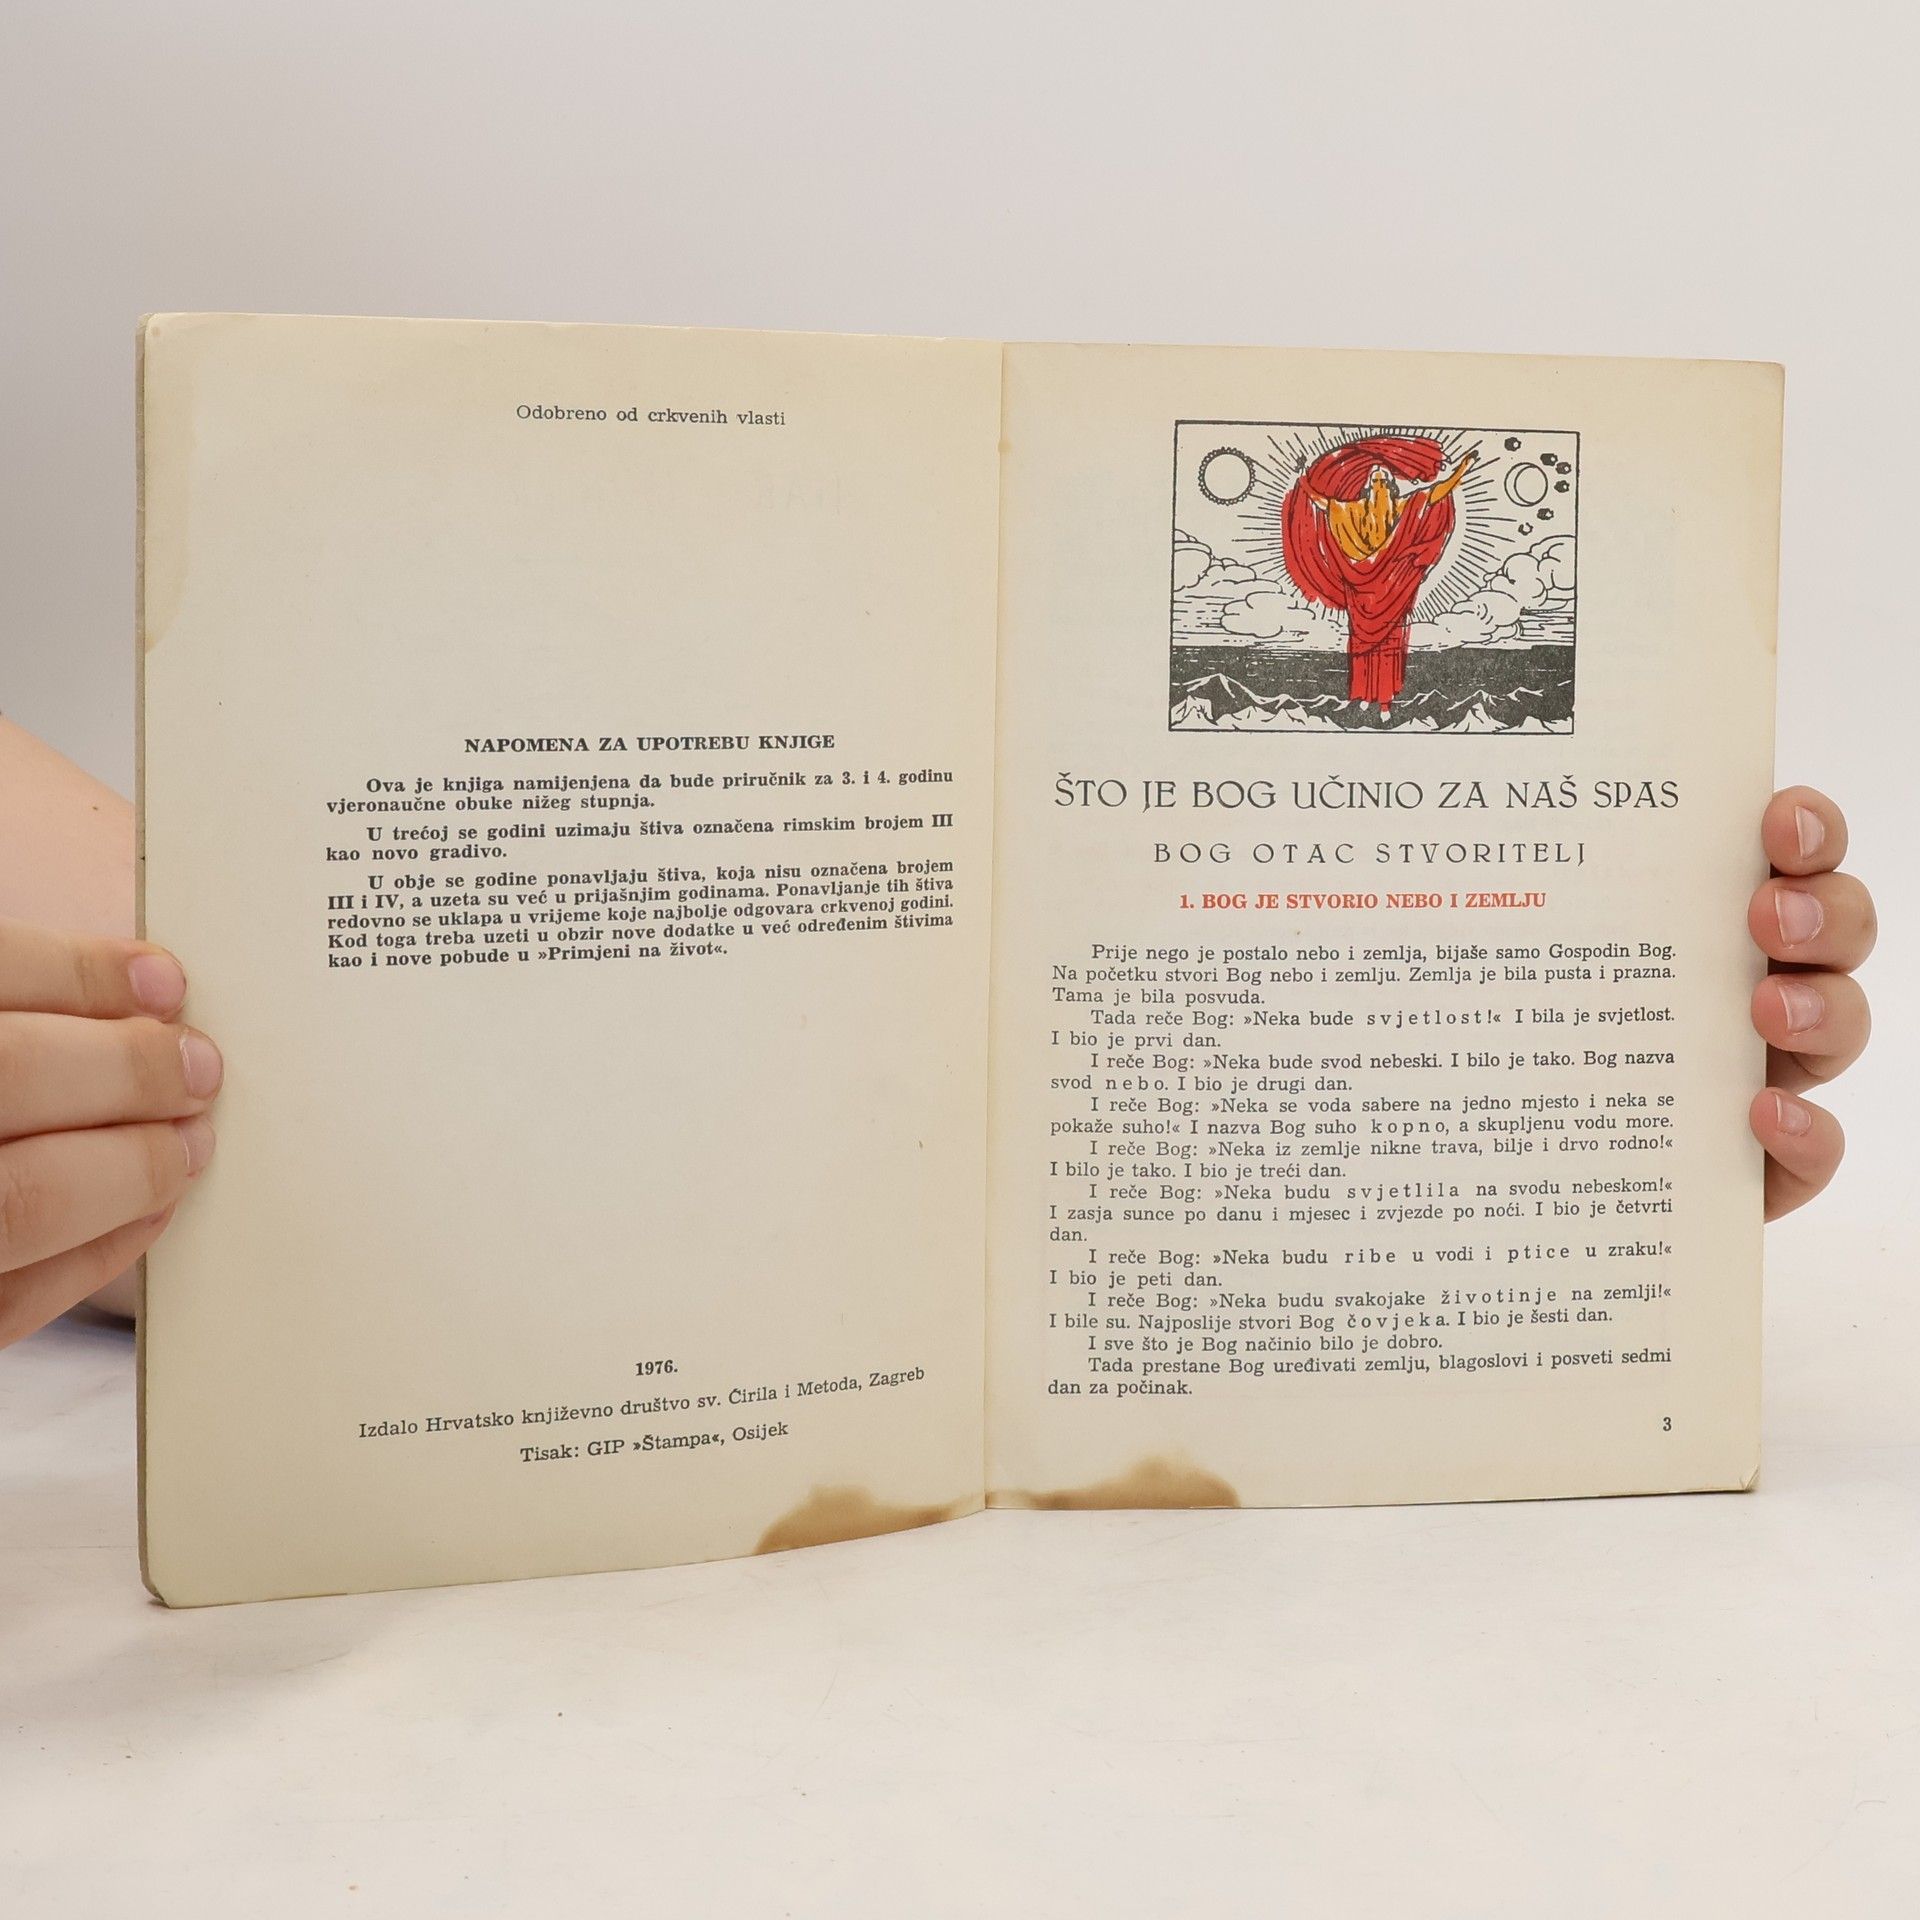 Odobreno od crkvenih vlasti
NAPOMENA ZA UPOTREBU KNJIGE
Ova je knjiga namijenjena da bude priručnik za 3. i 4. godinu
vjeronaučne obuke nižeg stupnja.
U trećoj se godini uzimaju štiva označena rimskim brojem III
kao novo gradivo.
U obje se godine ponavljaju štiva, koja nisu označena brojem
III i IV, a uzeta su već u prijašnjim godinama. Ponavljanje tih štiva
redovno se uklapa u vrijeme koje najbolje odgovara crkvenoj godini.
Kod toga treba uzeti u obzir nove dodatke u već određenim štivima
kao i nove pobude u »Primjeni na život«.
1976.
Izdalo Hrvatsko književno društvo sv. Ćirila i Metoda, Zagreb
Tisak: GIP »Štampa«, Osijek
ŠTO JE BOG UČINIO ZA NAŠ SPAS
BOG OTAC STVORITELJ
1. BOG JE STVORIO NEBO I ZEMLJU
Prije nego je postalo nebo i zemlja, bijaše samo Gospodin Bog.
Na početku stvori Bog nebo i zemlju. Zemlja je bila pusta i prazna.
Tama je bila posvuda.
Tada reče Bog: »Neka bude svjetlost!« I bila je svjetlost.
I bio je prvi dan.
I reče Bog: »Neka bude svod nebeski. I bilo je tako. Bog nazva
svod nebo. I bio je drugi dan.
I reče Bog: »Neka se voda sabere na jedno mjesto i neka se
pokaže suho!« I nazva Bog suho kopno, a skupljenu vodu more.
I reče Bog: »Neka iz zemlje nikne trava, bilje i drvo rodno!«
I bilo je tako. I bio je treći dan.
I reče Bog: »Neka budu svjetlila na svodu nebeskom!«
I zasja sunce po danu i mjesec i zvjezde po noći. I bio je četvrti
dan.
I reče Bog: »Neka budu ribe u vodi i ptice u zraku!«
I bio je peti dan.
I reče Bog: »Neka budu svakojake životinje na zemlji!«
I bile su. Najposlije stvori Bog čovjeka. I bio je šesti dan.
I sve što je Bog načinio bilo je dobro.
Tada prestane Bog uređivati zemlju, blagoslovi i posveti sedmi
dan za počinak.
3